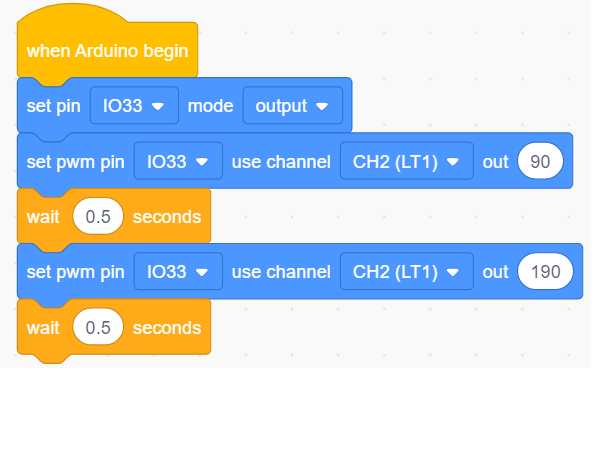 when Arduino begin
set pin IO33 mode output
set pwm pin IO33 use channel CH2 (LT1) out 90
wait 0.5 seconds
set pwm pin IO33 use channel CH2 (LT1) out 190
wait 0.5 seconds